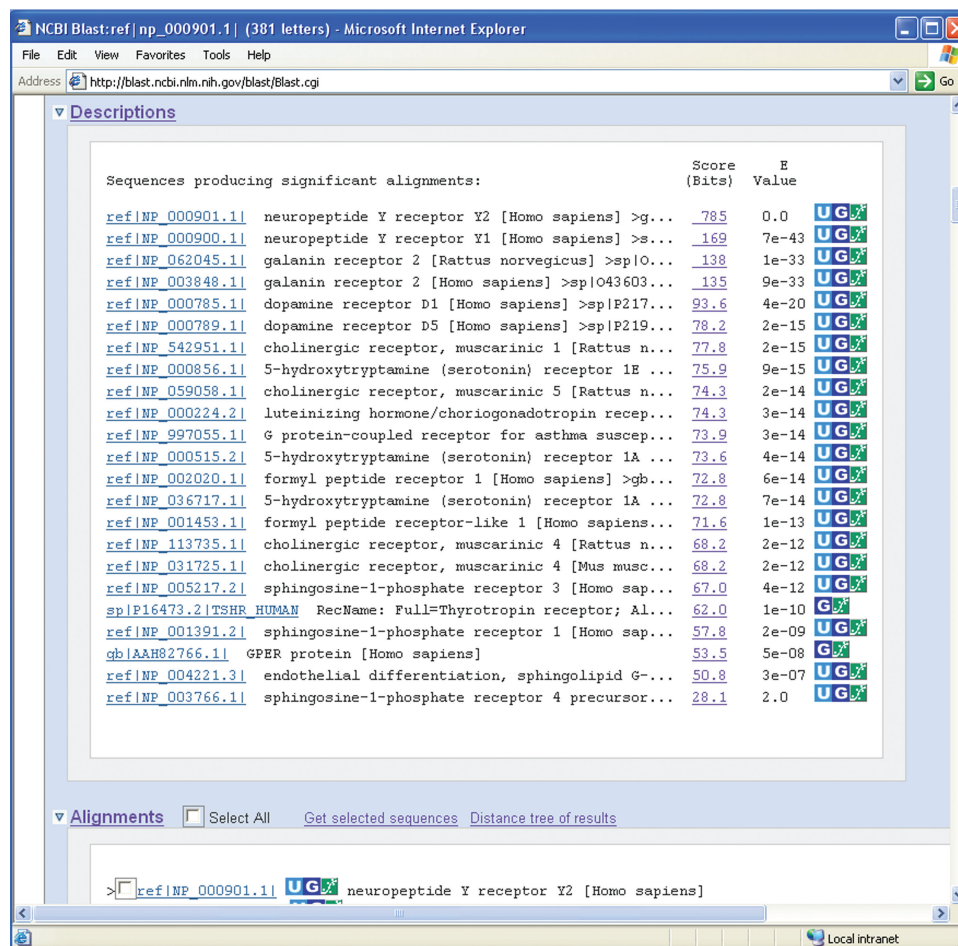 NCBI Blast:ref|np_000901.1| (381 letters) - Microsoft Internet Explorer
File Edit View Favorites Tools Help
Address http://blast.ncbi.nlm.nih.gov/blast/Blast.cgi Go
Descriptions
Score E
Sequences producing significant alignments: (Bits) Value
ref|NP_000901.1| neuropeptide Y receptor Y2 [Homo sapiens] >g... 785 0.0 U G
ref|NP_000900.1| neuropeptide Y receptor Y1 [Homo sapiens] >s... 169 7e-43 U G
ref|NP_062045.1| galanin receptor 2 [Rattus norvegicus] >sp|O... 138 1e-33 U G
ref|NP_003848.1| galanin receptor 2 [Homo sapiens] >sp|O43603... 135 9e-33 U G
ref|NP_000785.1| dopamine receptor D1 [Homo sapiens] >sp|P217... 93.6 4e-20 U G
ref|NP_000789.1| dopamine receptor D5 [Homo sapiens] >sp|P219... 78.2 2e-15 U G
ref|NP_542951.1| cholinergic receptor, muscarinic 1 [Rattus n... 77.8 2e-15 U G
ref|NP_000856.1| 5-hydroxytryptamine (serotonin) receptor 1E ... 75.9 9e-15 U G
ref|NP_059058.1| cholinergic receptor, muscarinic 5 [Rattus n... 74.3 2e-14 U G
ref|NP_000224.2| luteinizing hormone/choriogonadotropin recep... 74.3 3e-14 U G
ref|NP_997055.1| G protein-coupled receptor for asthma suscep... 73.9 3e-14 U G
ref|NP_000515.2| 5-hydroxytryptamine (serotonin) receptor 1A ... 73.6 4e-14 U G
ref|NP_002020.1| formyl peptide receptor 1 [Homo sapiens] >gb... 72.8 6e-14 U G
ref|NP_036717.1| 5-hydroxytryptamine (serotonin) receptor 1A ... 72.8 7e-14 U G
ref|NP_001453.1| formyl peptide receptor-like 1 [Homo sapiens... 71.6 1e-13 U G
ref|NP_113735.1| cholinergic receptor, muscarinic 4 [Rattus n... 68.2 2e-12 U G
ref|NP_031725.1| cholinergic receptor, muscarinic 4 [Mus musc... 68.2 2e-12 U G
ref|NP_005217.2| sphingosine-1-phosphate receptor 3 [Homo sap... 67.0 4e-12 U G
sp|P16473.2|TSHR_HUMAN RecName: Full=Thyrotropin receptor; Al... 62.0 1e-10 G
ref|NP_001391.2| sphingosine-1-phosphate receptor 1 [Homo sap... 57.8 2e-09 U G
gb|AAH82766.1| GPER protein [Homo sapiens] 53.5 5e-08 G
ref|NP_004221.3| endothelial differentiation, sphingolipid G-... 50.8 3e-07 U G
ref|NP_003766.1| sphingosine-1-phosphate receptor 4 precursor... 28.1 2.0 U G
Alignments Select All Get selected sequences Distance tree of results
>ref|NP_000901.1| U G neuropeptide Y receptor Y2 [Homo sapiens]
Local intranet